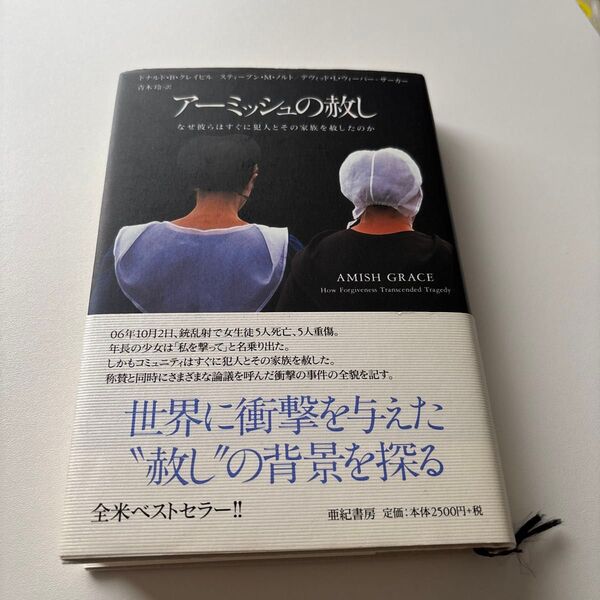 ドナルド・B・クレイビル スティーブン・M・ノルト/デヴィッド・L・ウィーバー-ザーカー
青木玲・訳
アーミッシュの赦し
なぜ彼らはすぐに犯人とその家族を赦したのか
AMISH GRACE
How Forgiveness Transcended Tragedy
06年10月2日、銃乱射で女生徒5人死亡、5人重傷。
年長の少女は「私を撃って」と名乗り出た。
しかもコミュニティはすぐに犯人とその家族を赦した。
称賛と同時にさまざまな論議を呼んだ衝撃の事件の全貌を記す。
世界に衝撃を与えた
“赦し”の背景を探る
全米ベストセラー!!
亜紀書房 定価:本体2500円+税